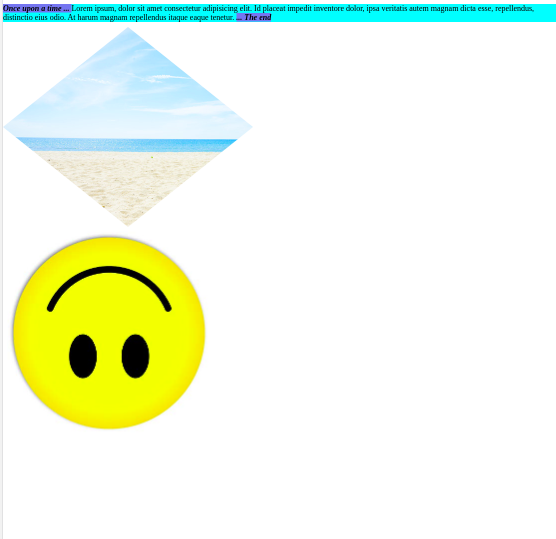 Once upon a time ... Lorem ipsum, dolor sit amet consectetur adipisicing elit. Id placeat impedit inventore dolor, ipsa veritatis autem magnam dicta esse, repellendus,
distinctio eius odio. At harum magnam repellendus itaque eaque tenetur. ... The end